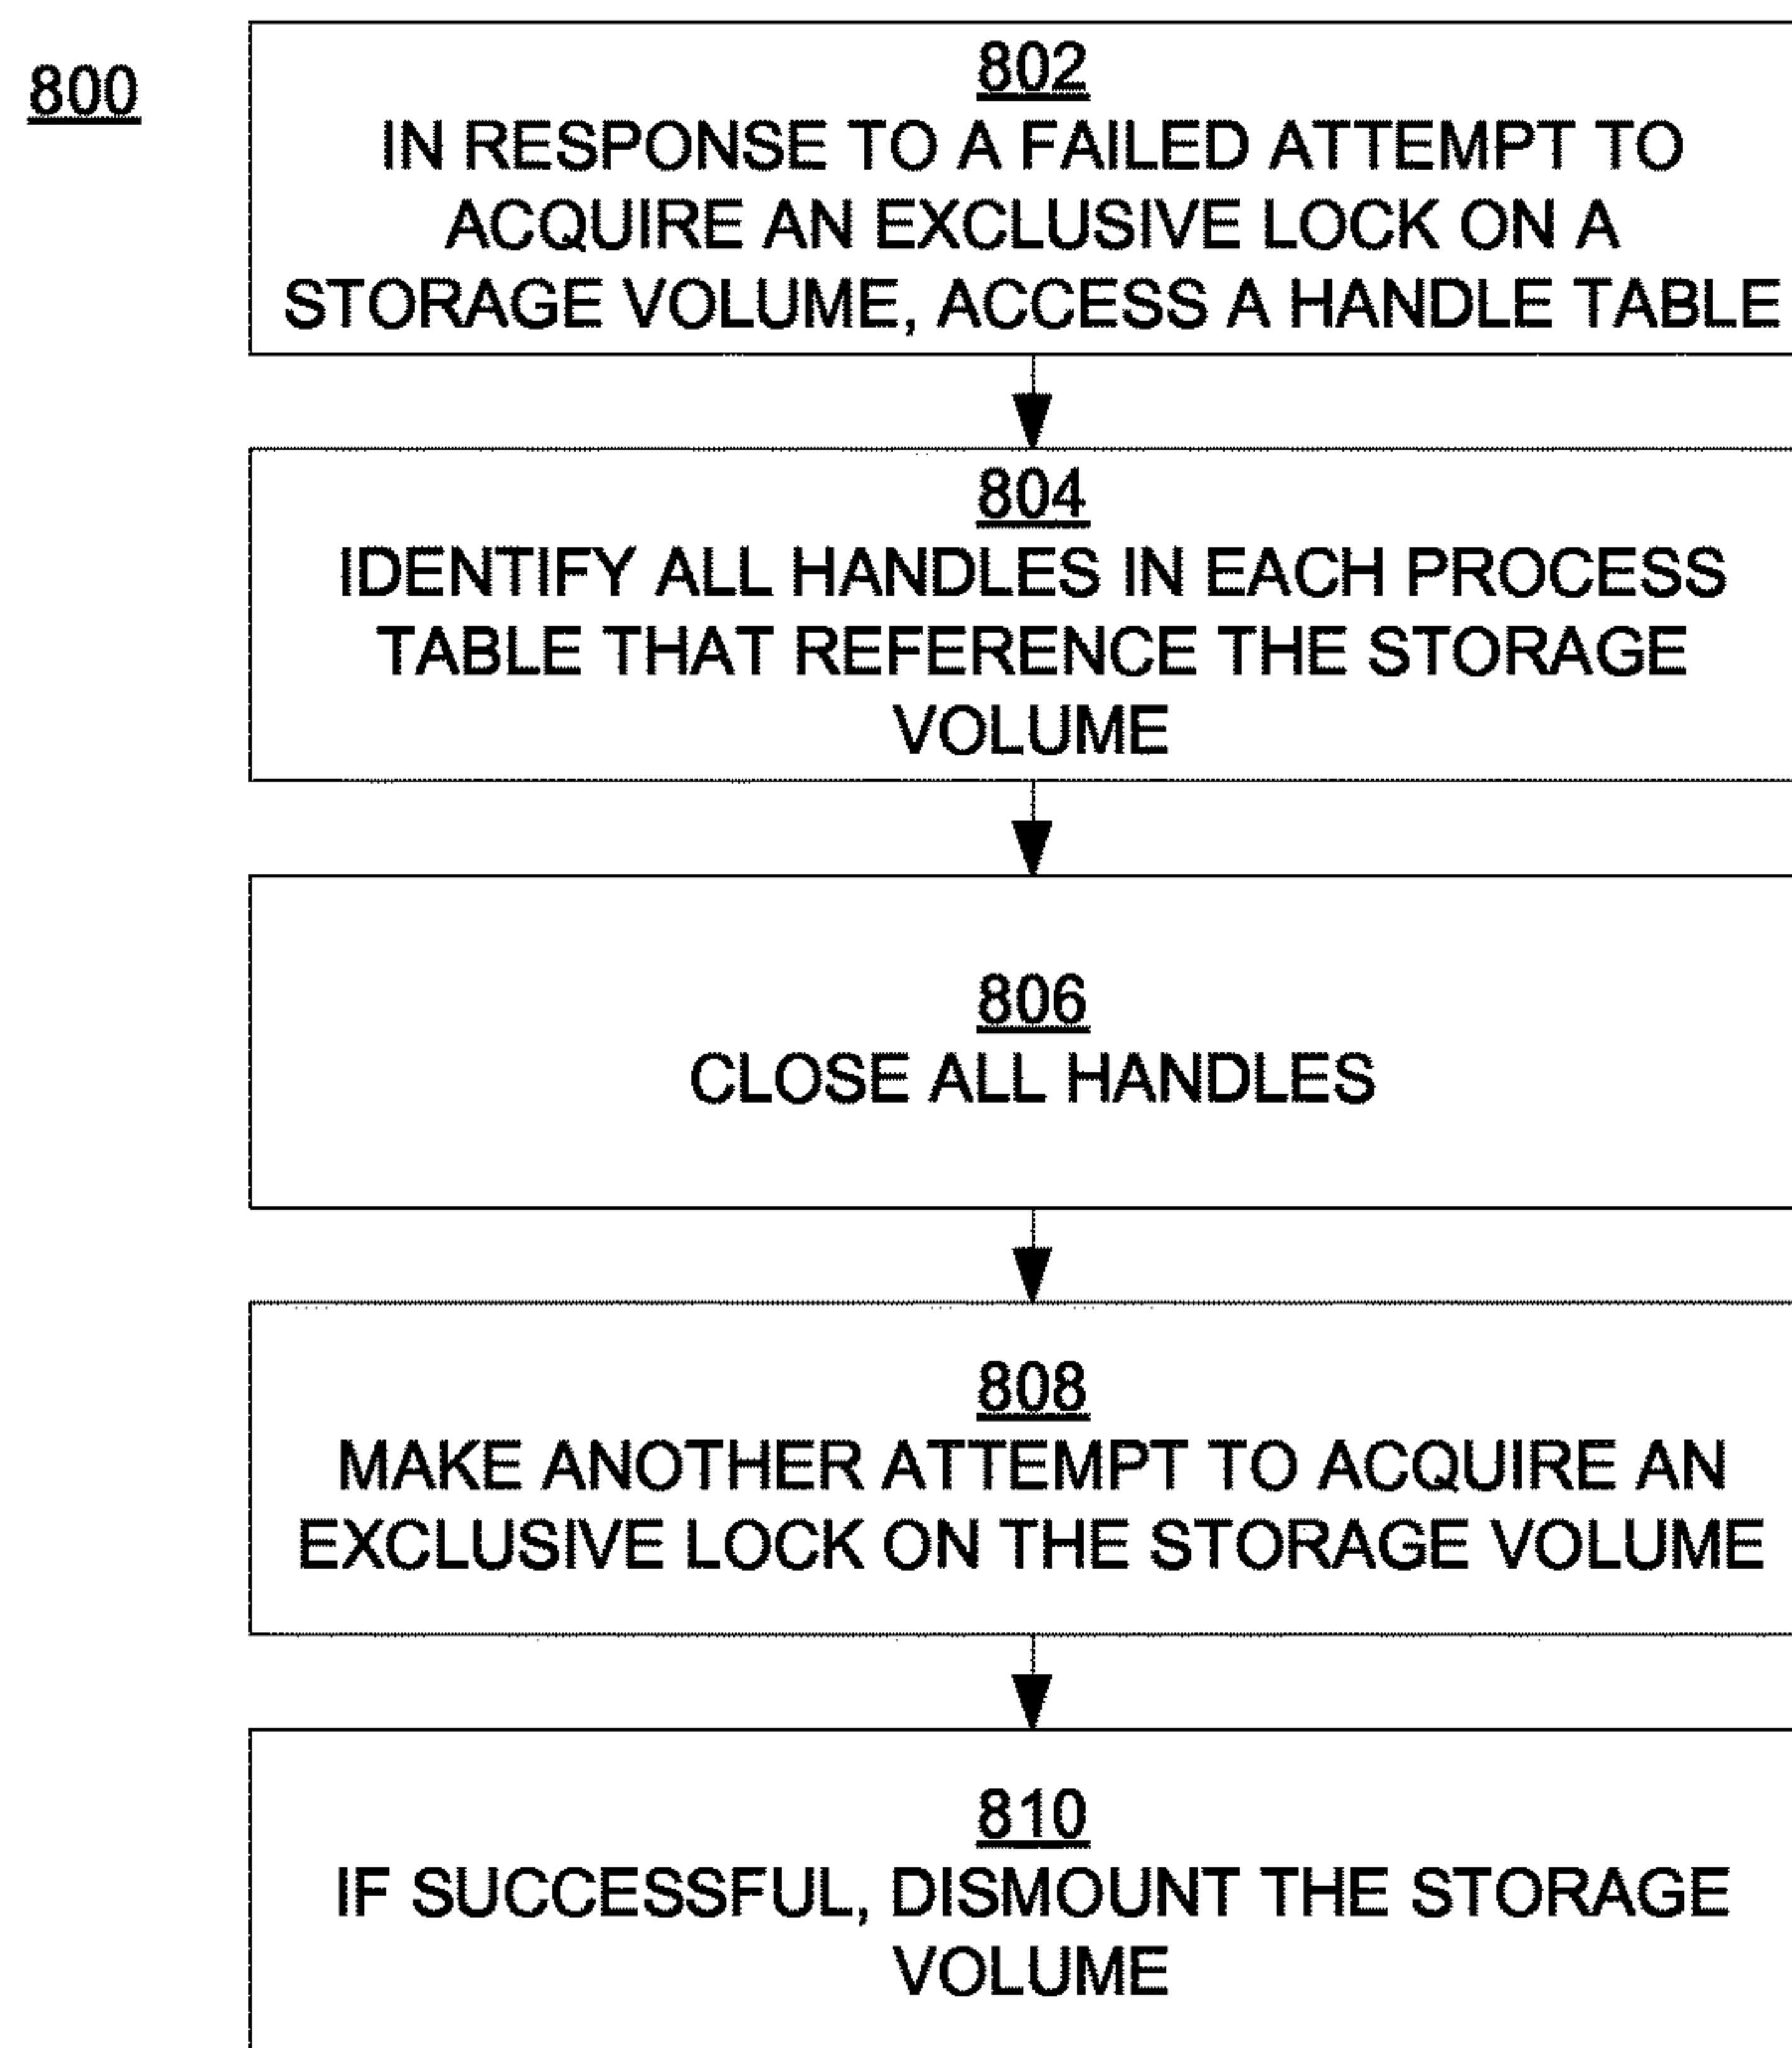 800
802
IN RESPONSE TO A FAILED ATTEMPT TO
ACQUIRE AN EXCLUSIVE LOCK ON A
STORAGE VOLUME, ACCESS A HANDLE TABLE
804
IDENTIFY ALL HANDLES IN EACH PROCESS
TABLE THAT REFERENCE THE STORAGE
VOLUME
806
CLOSE ALL HANDLES
808
MAKE ANOTHER ATTEMPT TO ACQUIRE AN
EXCLUSIVE LOCK ON THE STORAGE VOLUME
810
IF SUCCESSFUL, DISMOUNT THE STORAGE
VOLUME